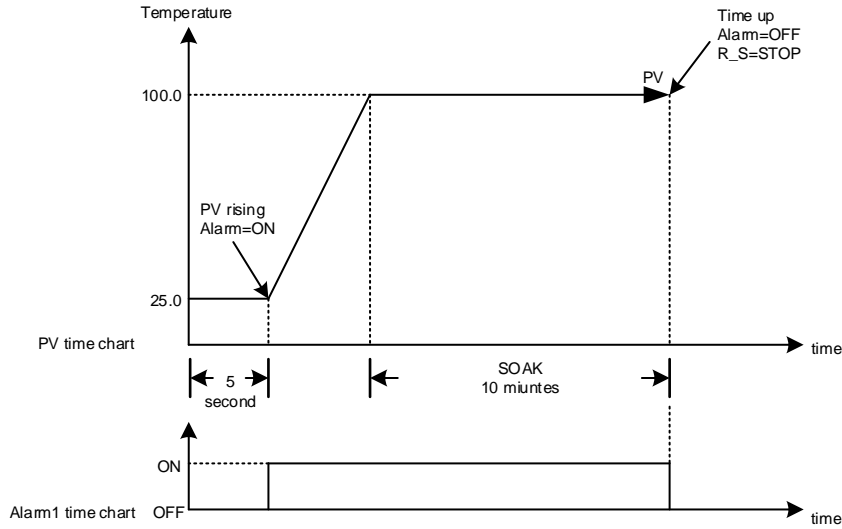 Temperature
Time up
Alarm=OFF
R_S=STOP
PV
100.0
PV rising
Alarm=ON
25.0
PV time chart
time
5
second
SOAK
10 miuntes
ON
Alarm1 time chart
OFF
time